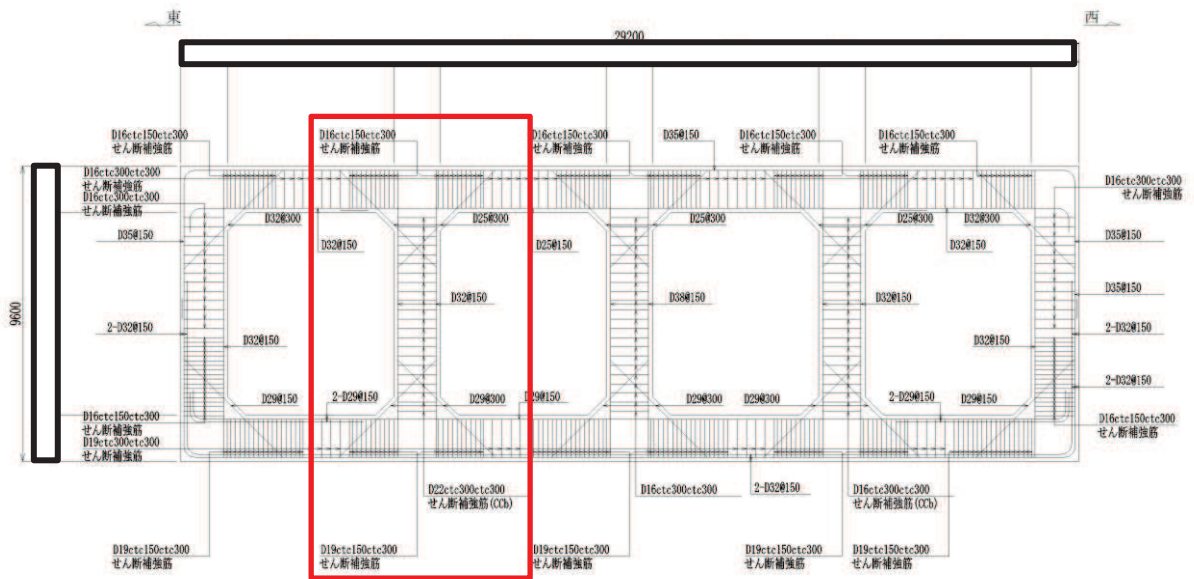 東
西
29200
D16ctc150ctc300
せん断補強筋
D16ctc150ctc300
せん断補強筋
D16ctc150ctc300
せん断補強筋
D35@150
D16ctc150ctc300
せん断補強筋
D16ctc150ctc300
せん断補強筋
D16ctc300ctc300
せん断補強筋
D16ctc300ctc300
せん断補強筋
D16ctc300ctc300
せん断補強筋
D32@300
D25@300
D25@300
D25@300
D32@300
D35@150
D32@150
D25@150
D32@150
D35@150
D32@150
D38@150
D32@150
D35@150
9600
2-D32@150
D32@150
D32@150
2-D32@150
2-D32@150
D29@150
2-D29@150
D29@300
D29@150
D29@300
D29@300
2-D29@150
D29@150
D16ctc150ctc300
せん断補強筋
D16ctc150ctc300
せん断補強筋
D19ctc300ctc300
せん断補強筋
D22ctc300ctc300
せん断補強筋(CCb)
D16ctc300ctc300
2-D32@150
D16ctc300ctc300
せん断補強筋(CCb)
D19ctc150ctc300
せん断補強筋
D19ctc150ctc300
せん断補強筋
D19ctc150ctc300
せん断補強筋
D19ctc150ctc300
せん断補強筋
D19ctc150ctc300
せん断補強筋